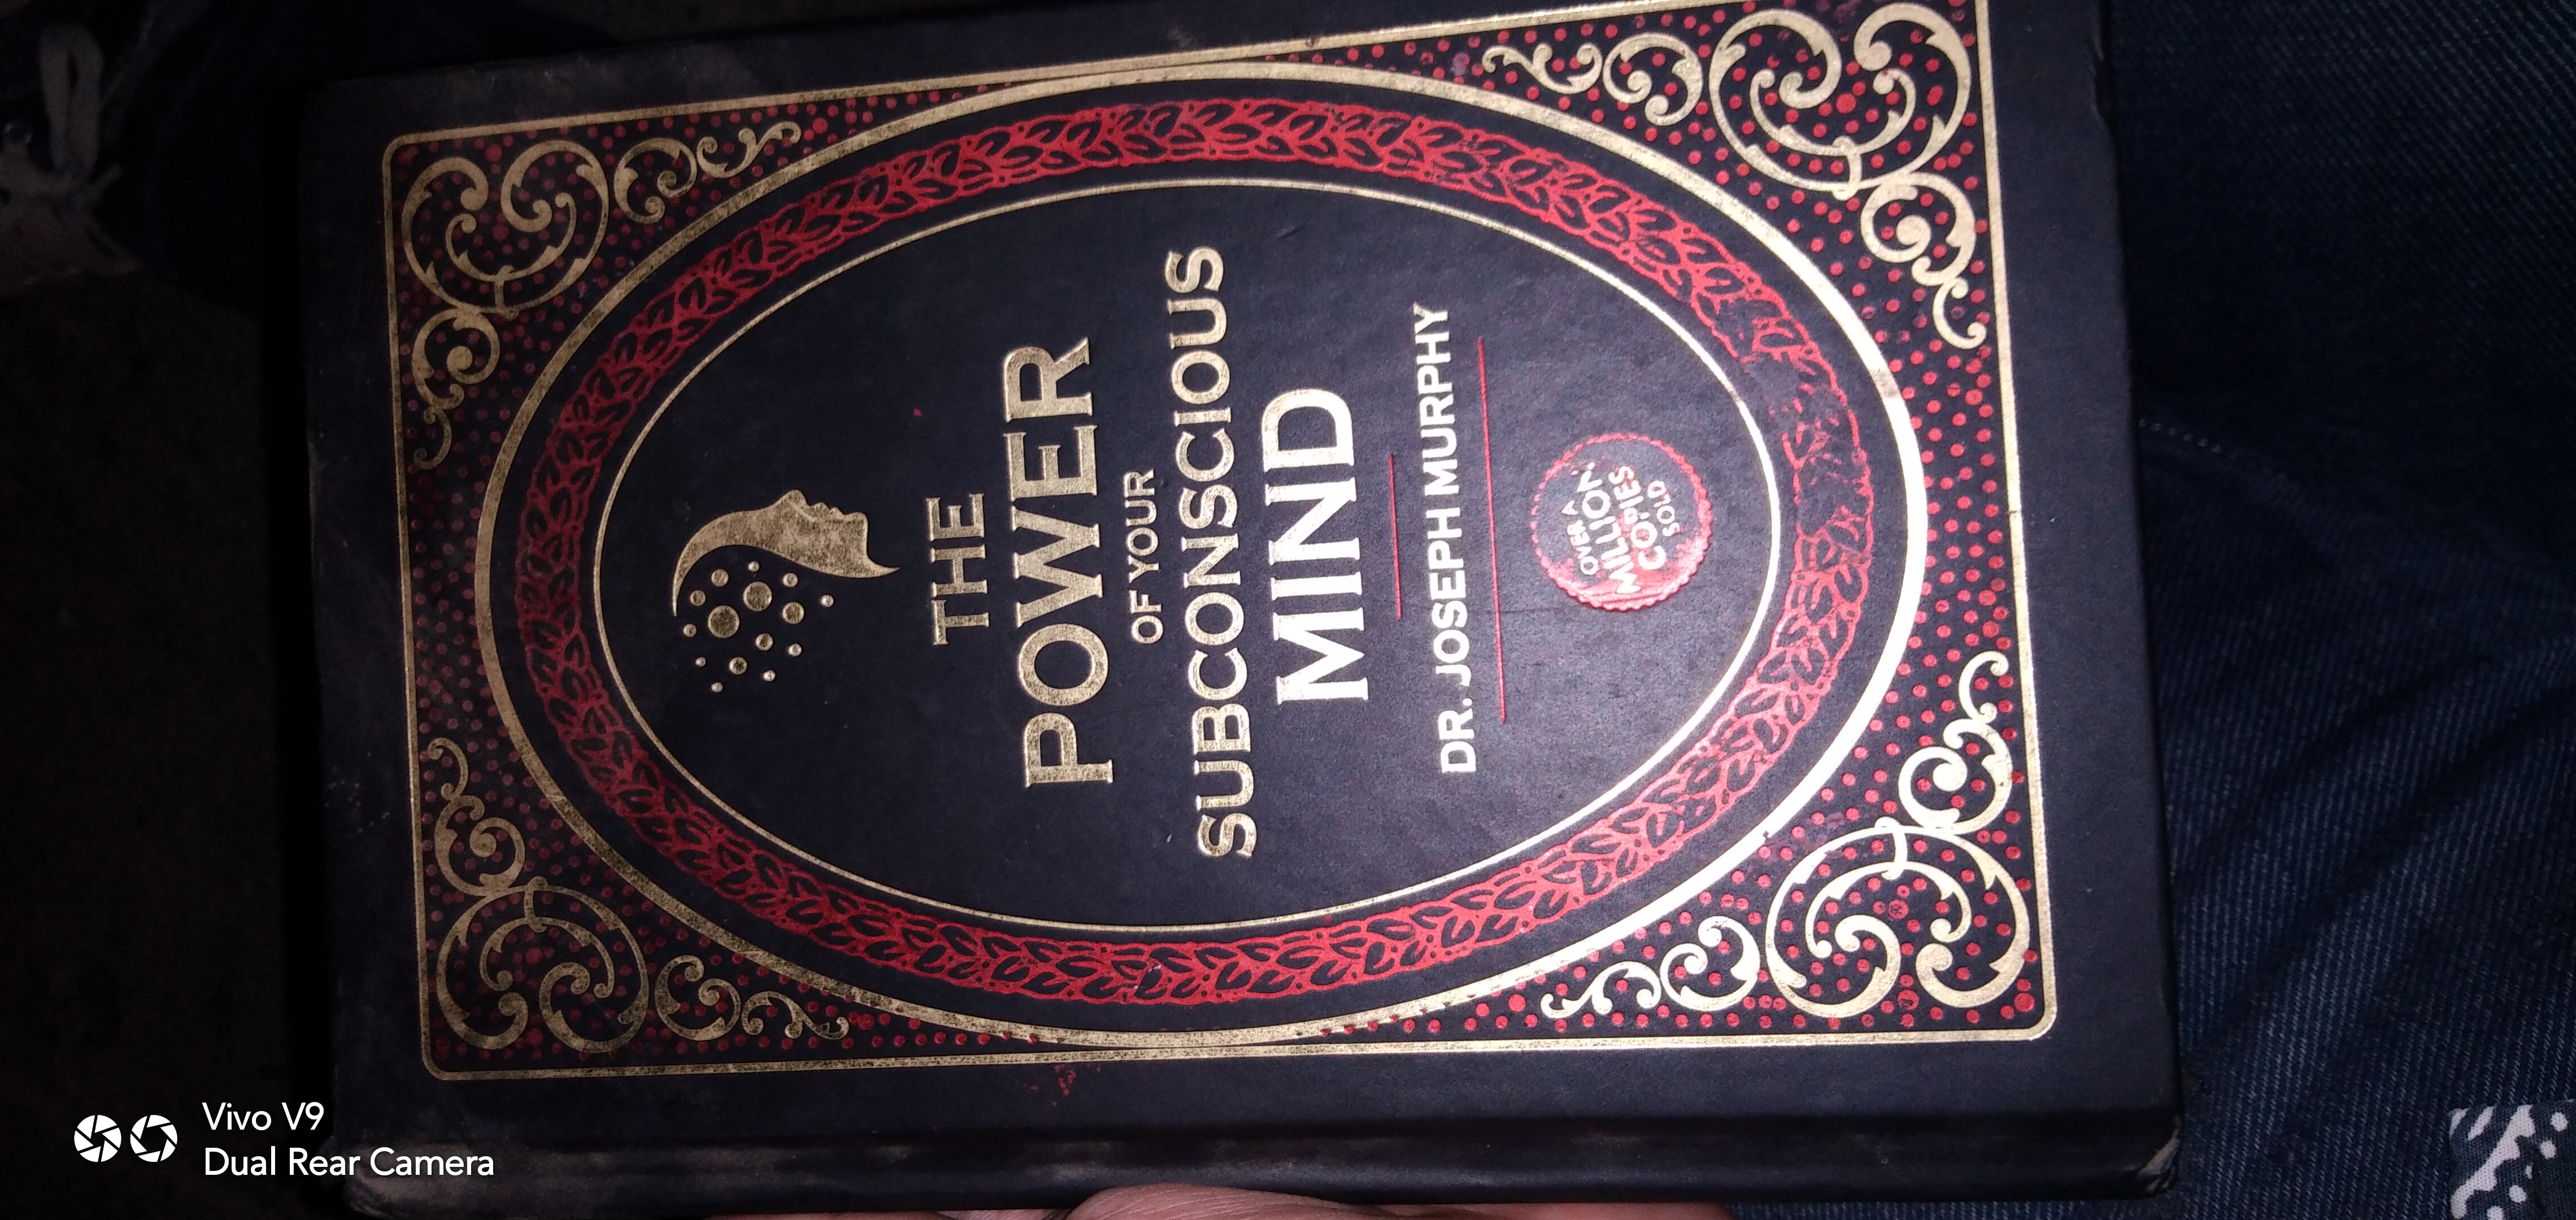 THE
POWER
OF YOUR
SUBCONSCIOUS
MIND
DR. JOSEPH MURPHY
OVER A
MILLION
COPIES
SOLD
Vivo V9
Dual Rear Camera